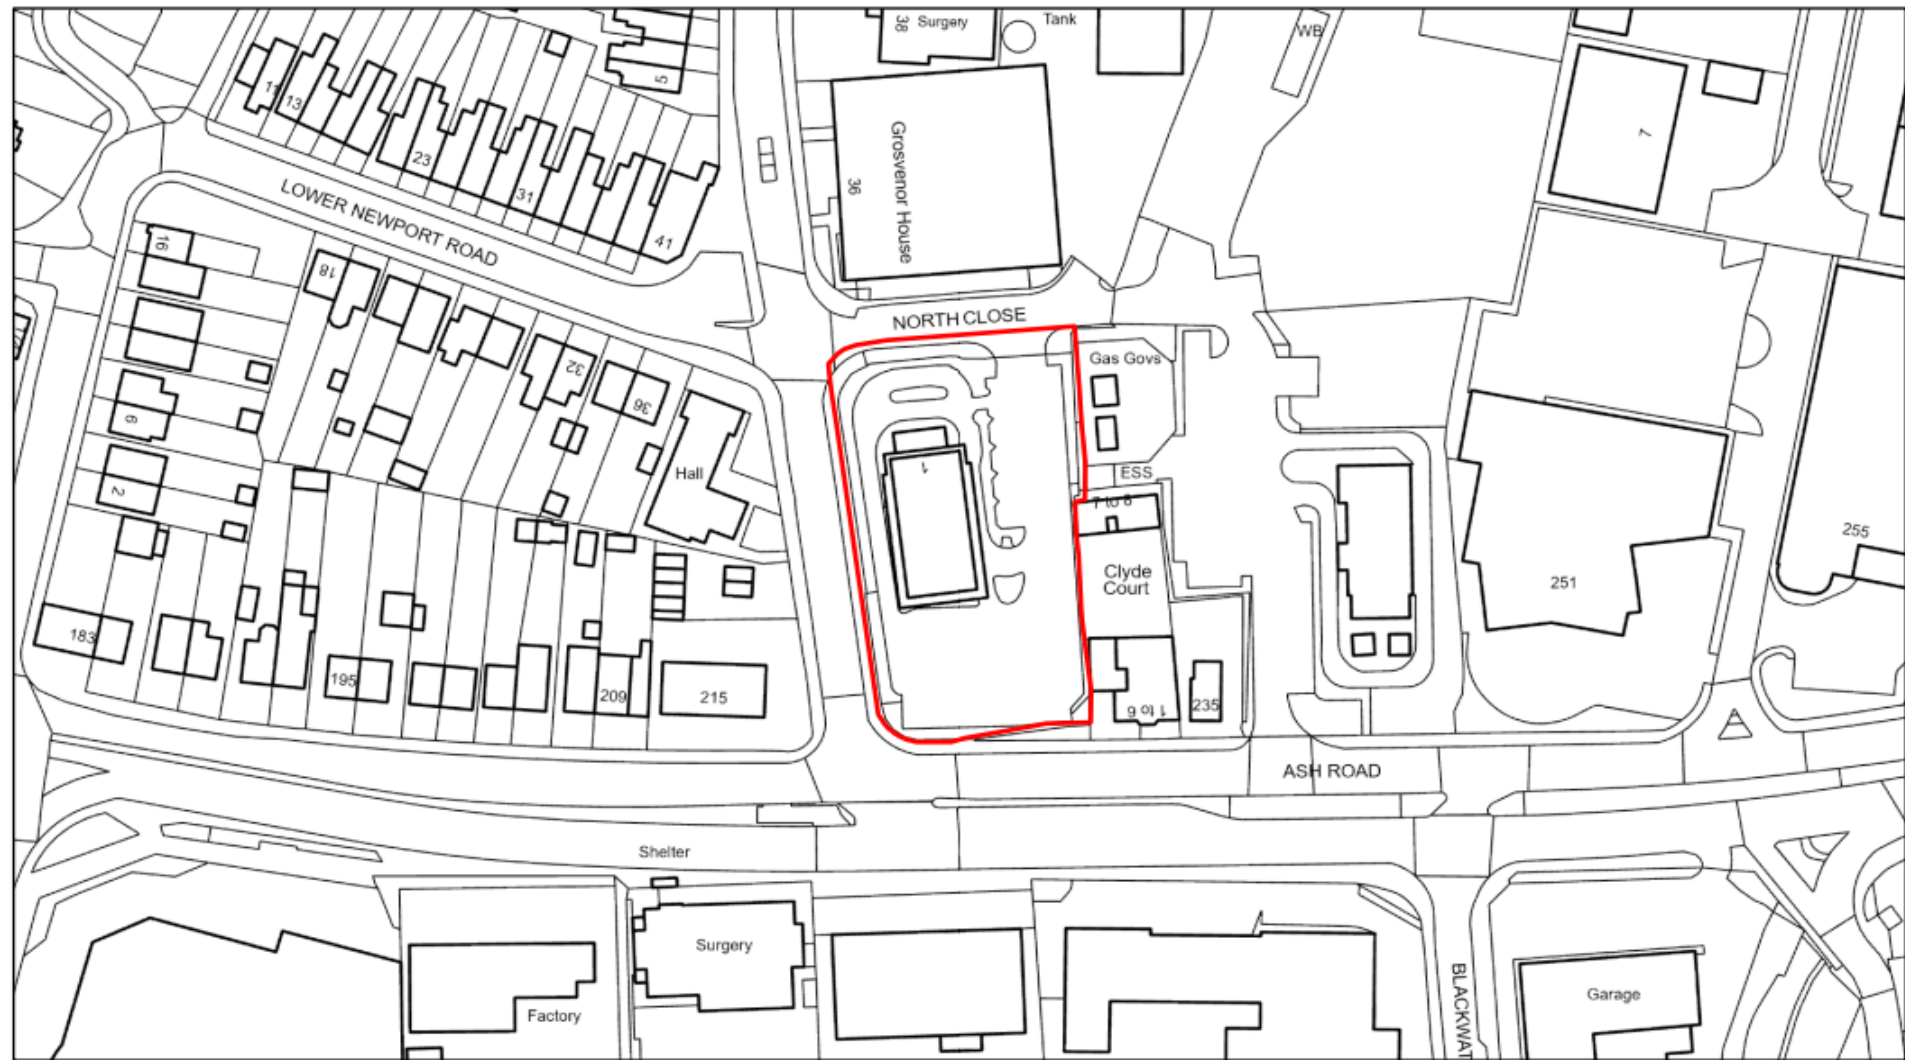 38
Surgery
Tank
WB
5
11
13
23
31
41
7
36
Grosvenor House
LOWER NEWPORT ROAD
16
18
NORTH CLOSE
Gas Govs
32
36
6
Hall
1
ESS
7 to 8
2
Clyde
Court
255
251
183
195
209
215
1 to 6
235
ASH ROAD
Shelter
Surgery
Factory
BLACKWAT
Garage